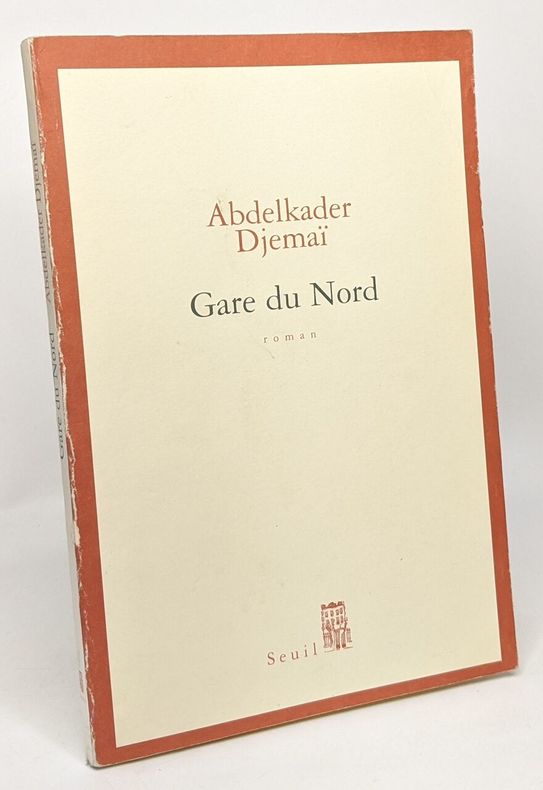 Abdelkader
Djemaï
Gare du Nord
roman
Seuil
Gare du Nord Abdelkader Djemaï